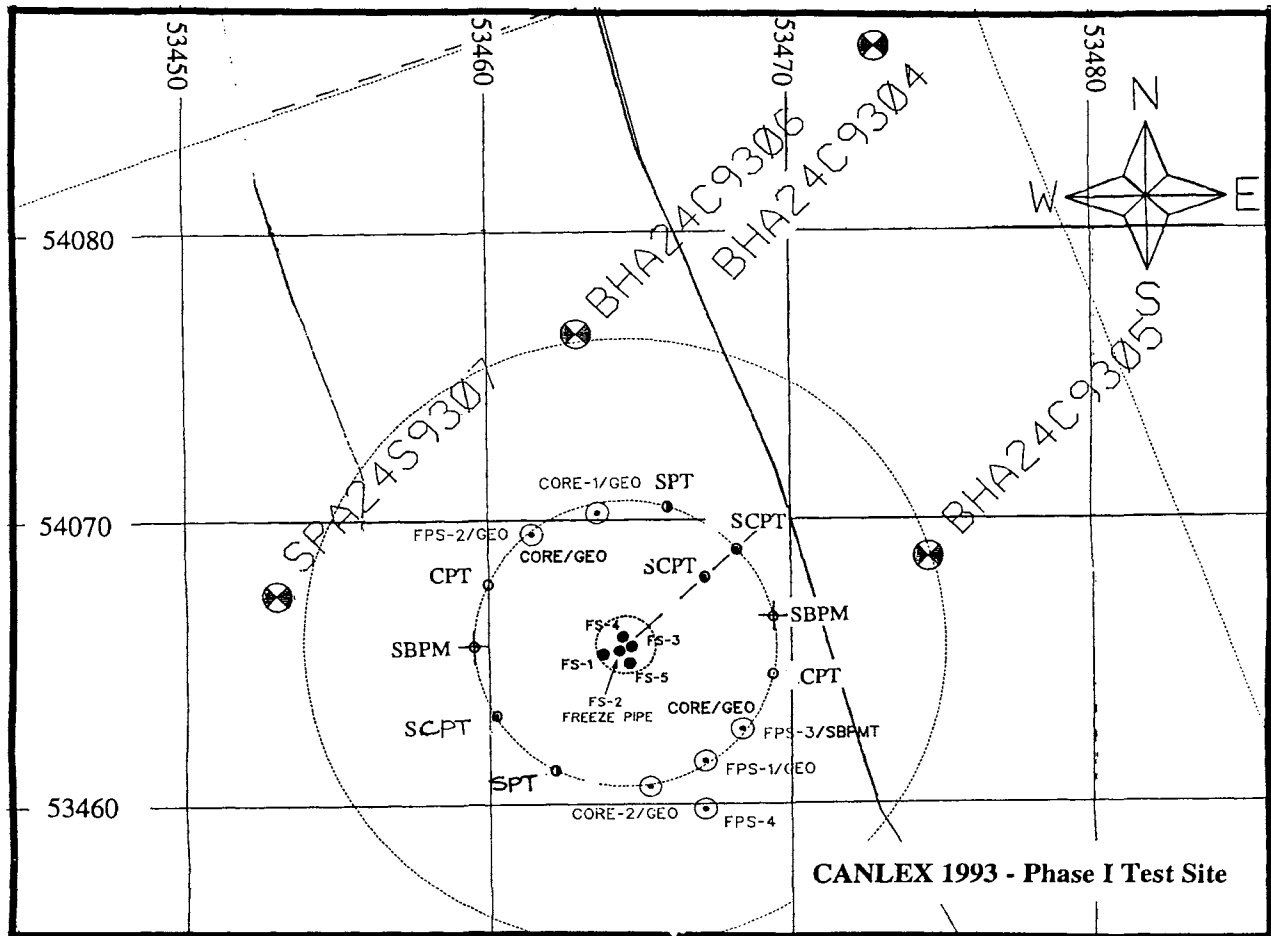 53450
53460
53470
53480
N
W
E
S
BHA24C9306
BHA24C9304
54080
SPA24S9307
BHA24C9305
CORE-1/GEO
SPT
54070
FPS-2/GEO
CORE/GEO
SCPT
CPT
SCPT
SBPM
SBPM
FS-4
FS-3
FS-1
FS-5
CPT
FS-2
FREEZE PIPE
CORE/GEO
SCPT
FPS-3/SBPMT
FPS-1/GEO
SPT
53460
CORE-2/GEO
FPS-4
CANLEX 1993 - Phase I Test Site